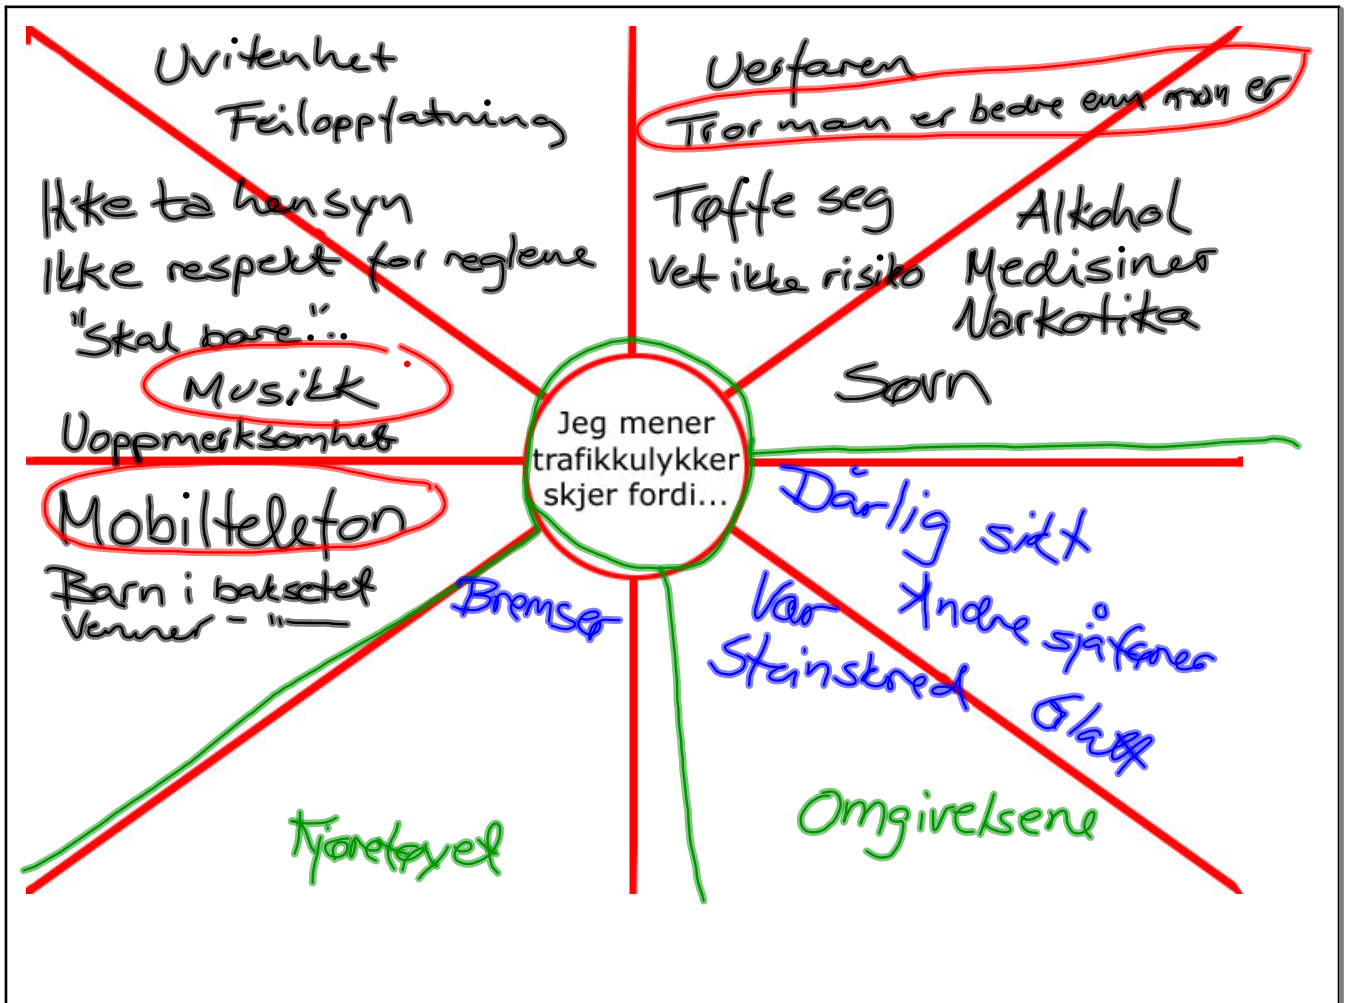 Uvitenhet
Feiloppfatning
Ikke ta hensyn
Ikke respekt for reglene
"Skal bare"...
Musikk
Uoppmerksomhet
Mobiltelefon
Barn i baksetet
Venner - " —
Uerfaren
Tror man er bedre enn man er
Tøffe seg
Vet ikke risiko
Alkohol
Medisiner
Narkotika
Søvn
Jeg mener
trafikkulykker
skjer fordi...
Dårlig sikt
Vær
Andre sjåfører
Steinskred
Glatt
Omgivelsene
Bremser
Kjøretøyet